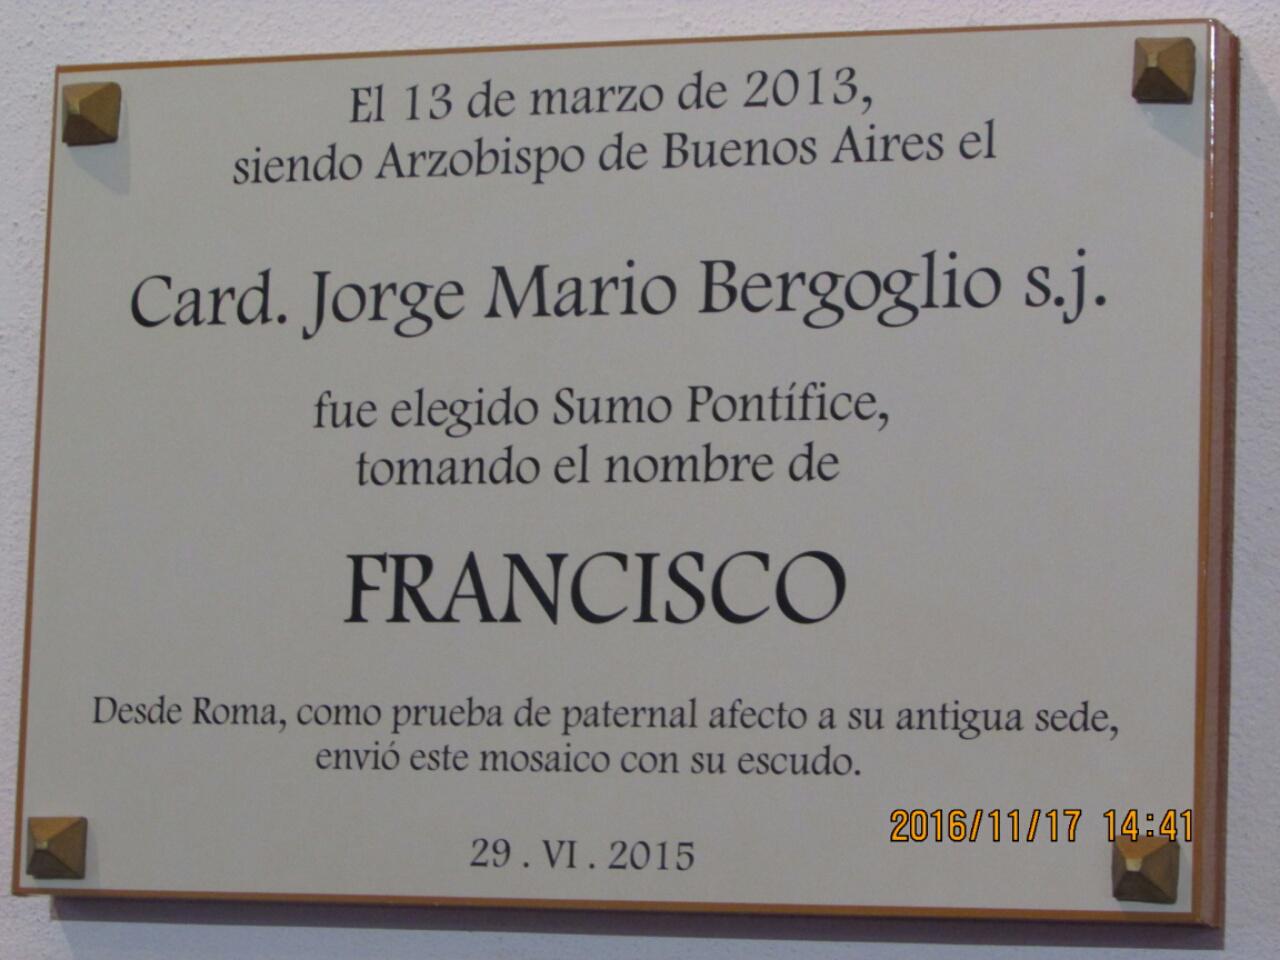 El 13 de marzo de 2013,
siendo Arzobispo de Buenos Aires el
Card. Jorge Mario Bergoglio s.j.
fue elegido Sumo Pontífice,
tomando el nombre de
FRANCISCO
Desde Roma, como prueba de paternal afecto a su antigua sede,
envió este mosaico con su escudo.
29 . VI . 2015
2016/11/17 14:41